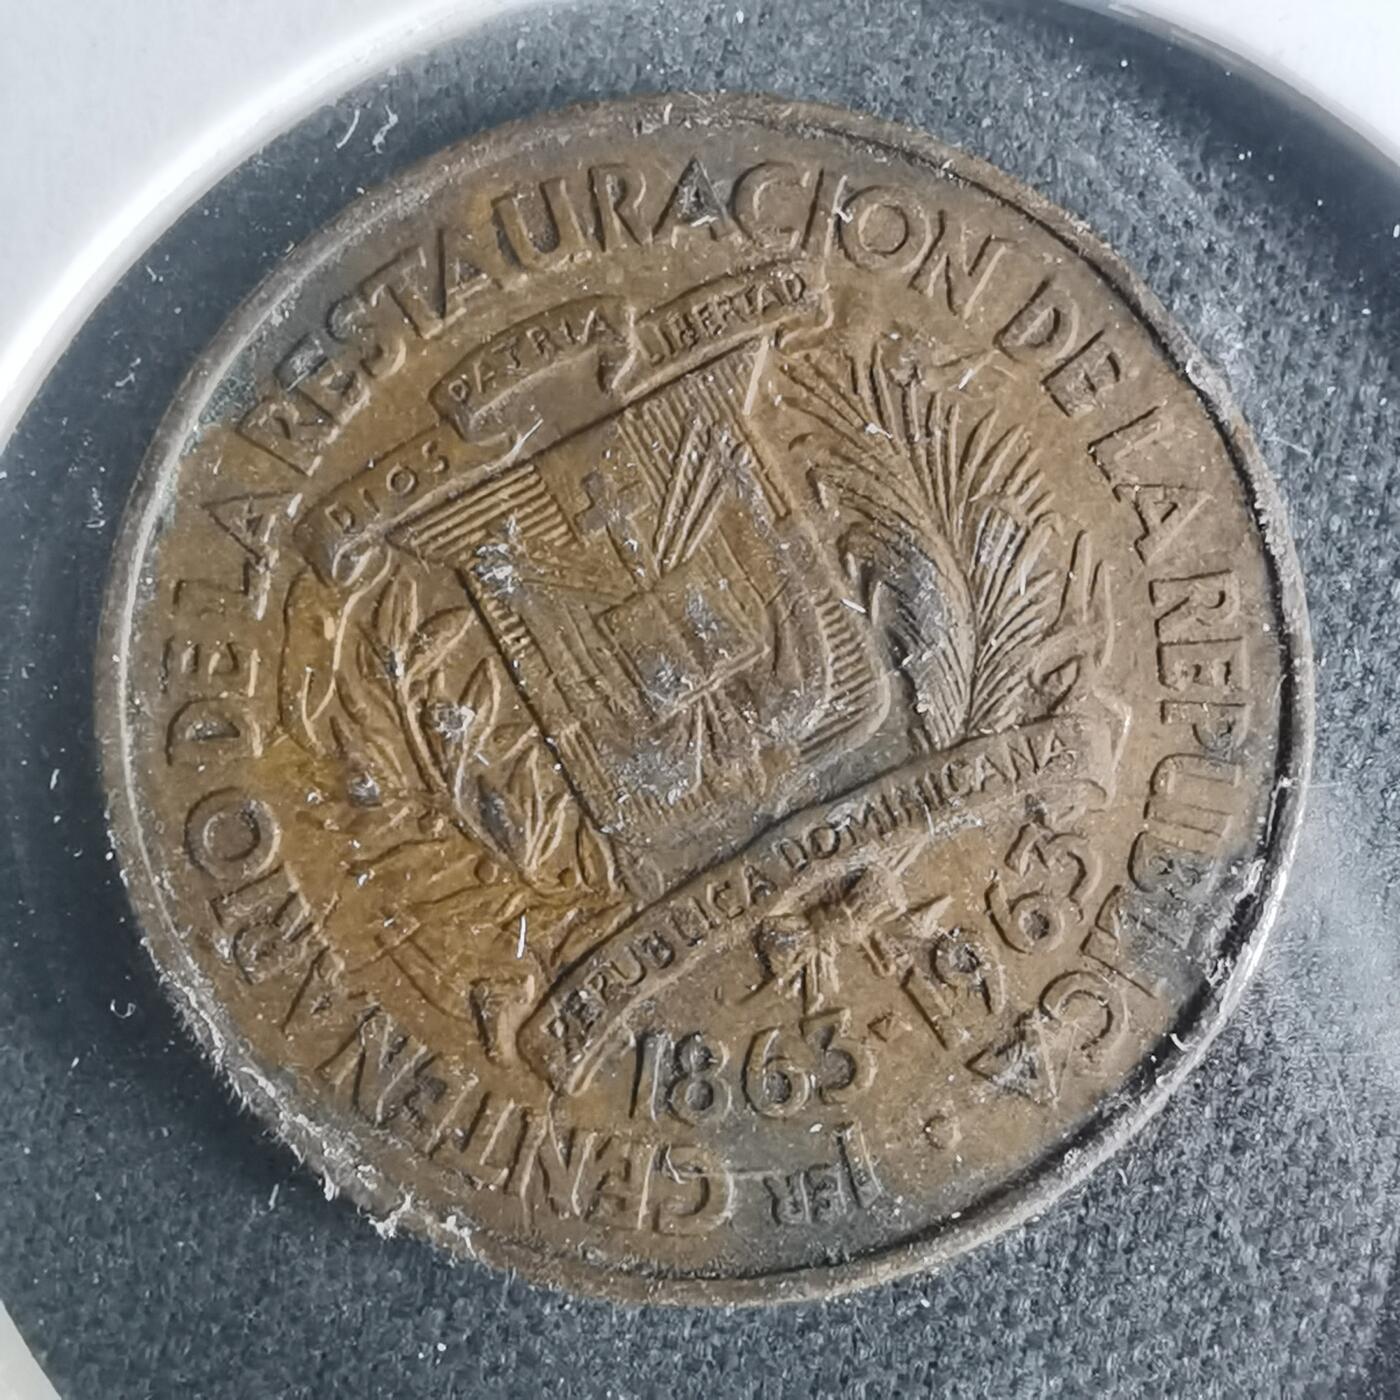 1ER CENTENARIO DE LA RESTAURACION DE LA REPUBLICA
DIOS PATRIA LIBERTAD
REPUBLICA DOMINICANA
1863·1963